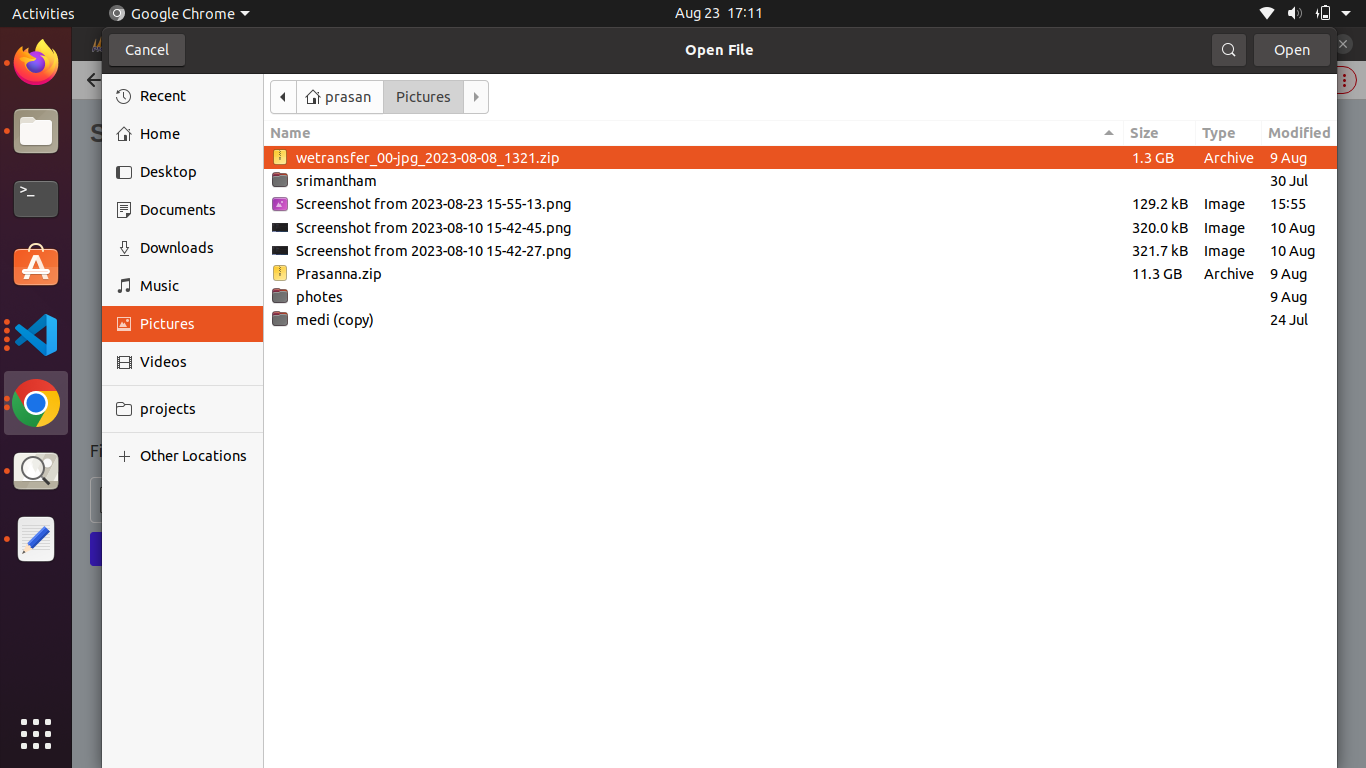 Activities Google Chrome Aug 23 17:11
Cancel Open File Open
S
Recent
Home
Desktop
Documents
Downloads
Music
Pictures
Videos
projects
Other Locations
Fi
prasan Pictures
Name Size Type Modified
wetransfer_00-jpg_2023-08-08_1321.zip 1.3 GB Archive 9 Aug
srimantham 30 Jul
Screenshot from 2023-08-23 15-55-13.png 129.2 kB Image 15:55
Screenshot from 2023-08-10 15-42-45.png 320.0 kB Image 10 Aug
Screenshot from 2023-08-10 15-42-27.png 321.7 kB Image 10 Aug
Prasanna.zip 11.3 GB Archive 9 Aug
photes 9 Aug
medi (copy) 24 Jul